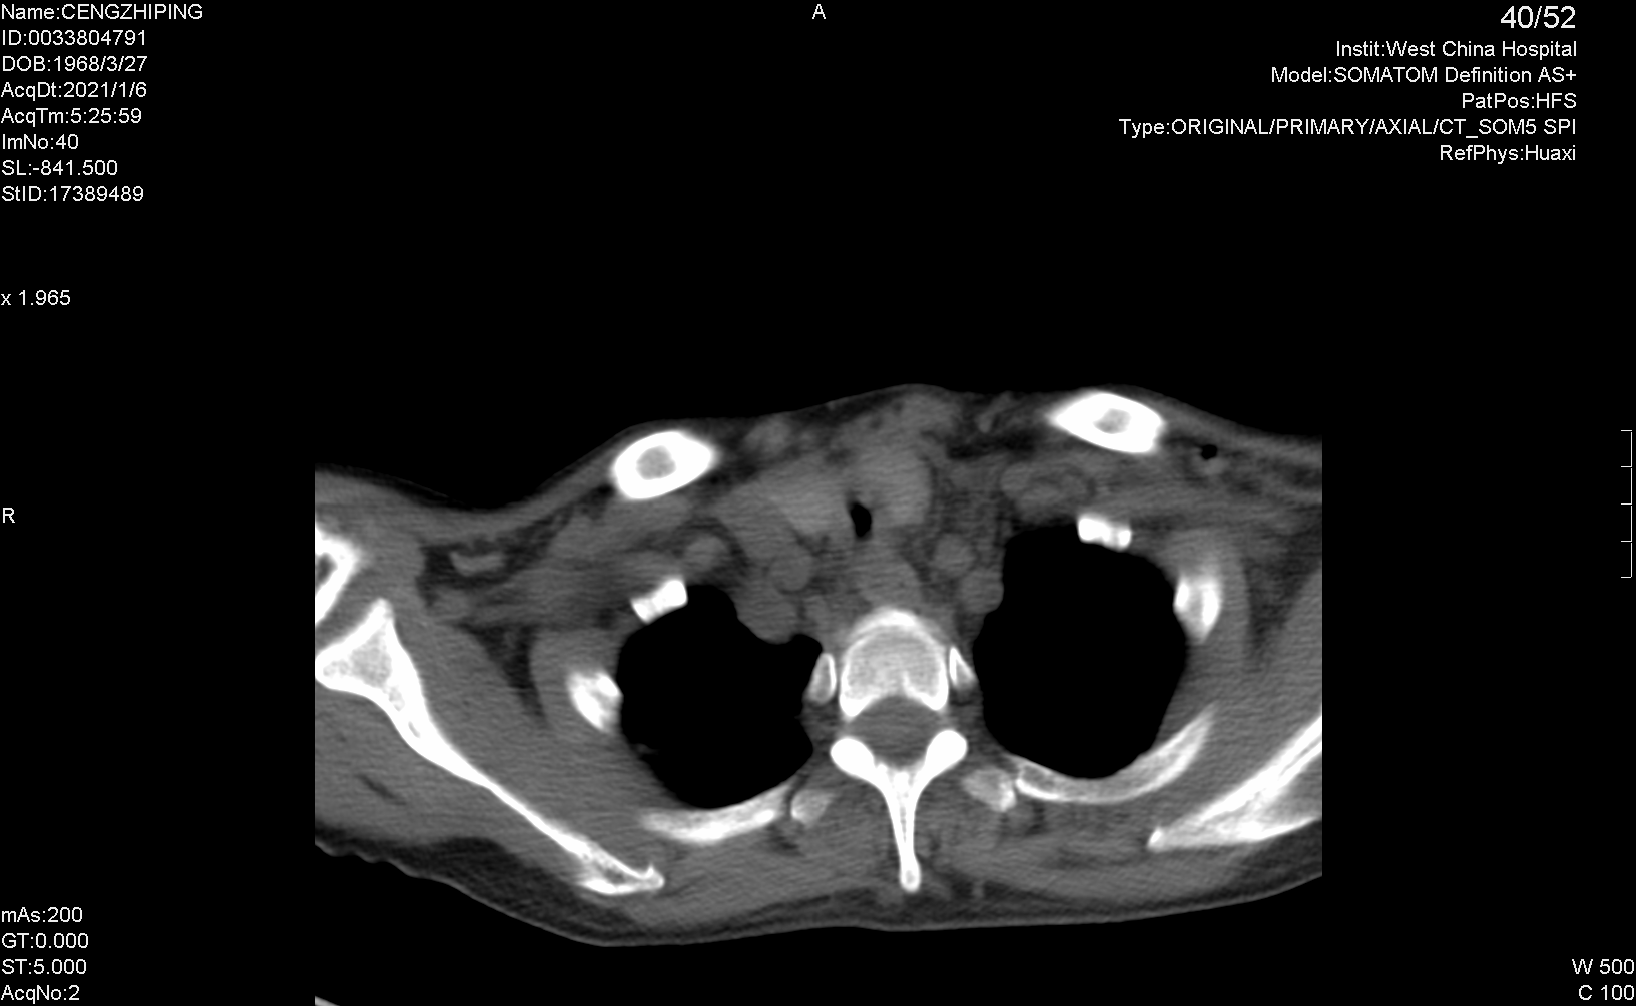 Name:CENGZHIPING
ID:0033804791
DOB:1968/3/27
AcqDt:2021/1/6
AcqTm:5:25:59
ImNo:40
SL:-841.500
StID:17389489
x 1.965
A
40/52
Instit:West China Hospital
Model:SOMATOM Definition AS+
PatPos:HFS
Type:ORIGINAL/PRIMARY/AXIAL/CT_SOM5 SPI
RefPhys:Huaxi
R
mAs:200
GT:0.000
ST:5.000
AcqNo:2
W 500
C 100